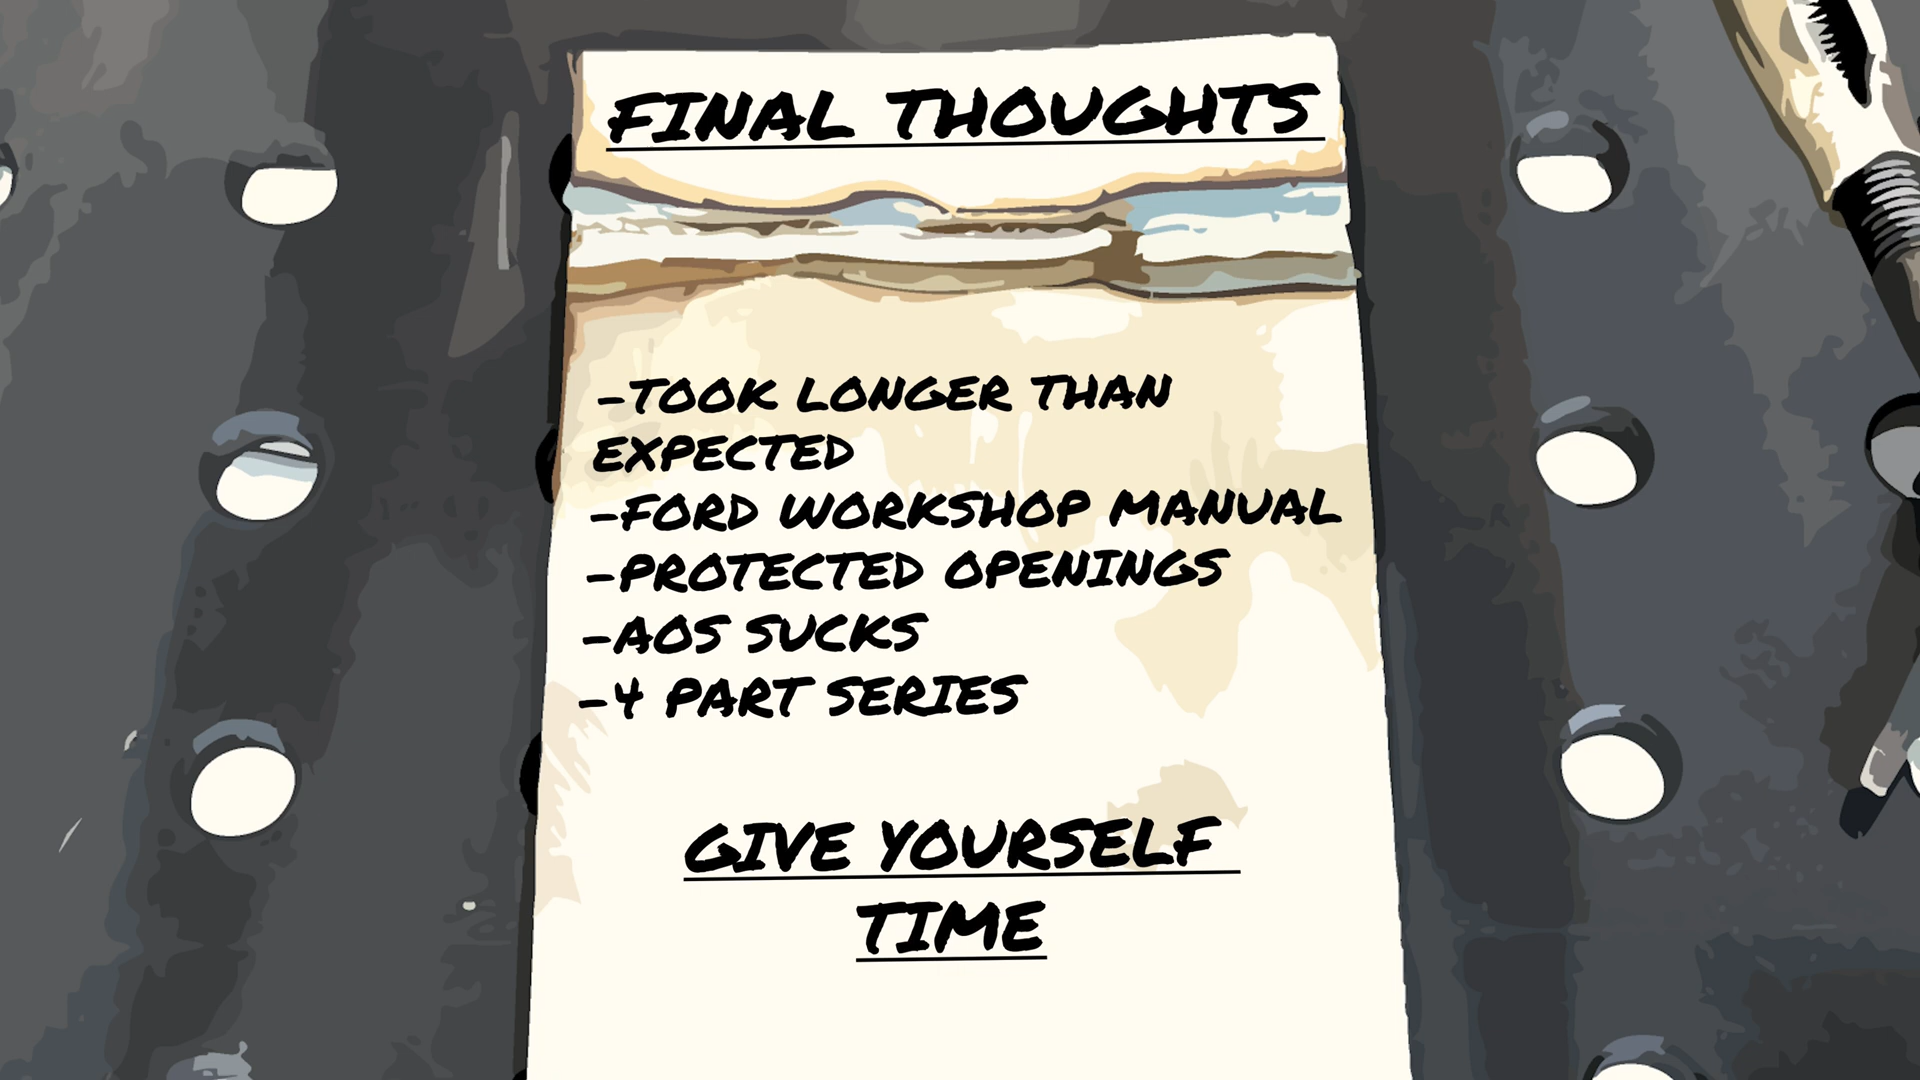 FINAL THOUGHTS
-TOOK LONGER THAN
EXPECTED
-FORD WORKSHOP MANUAL
-PROTECTED OPENINGS
-AOS SUCKS
-4 PART SERIES
GIVE YOURSELF
TIME